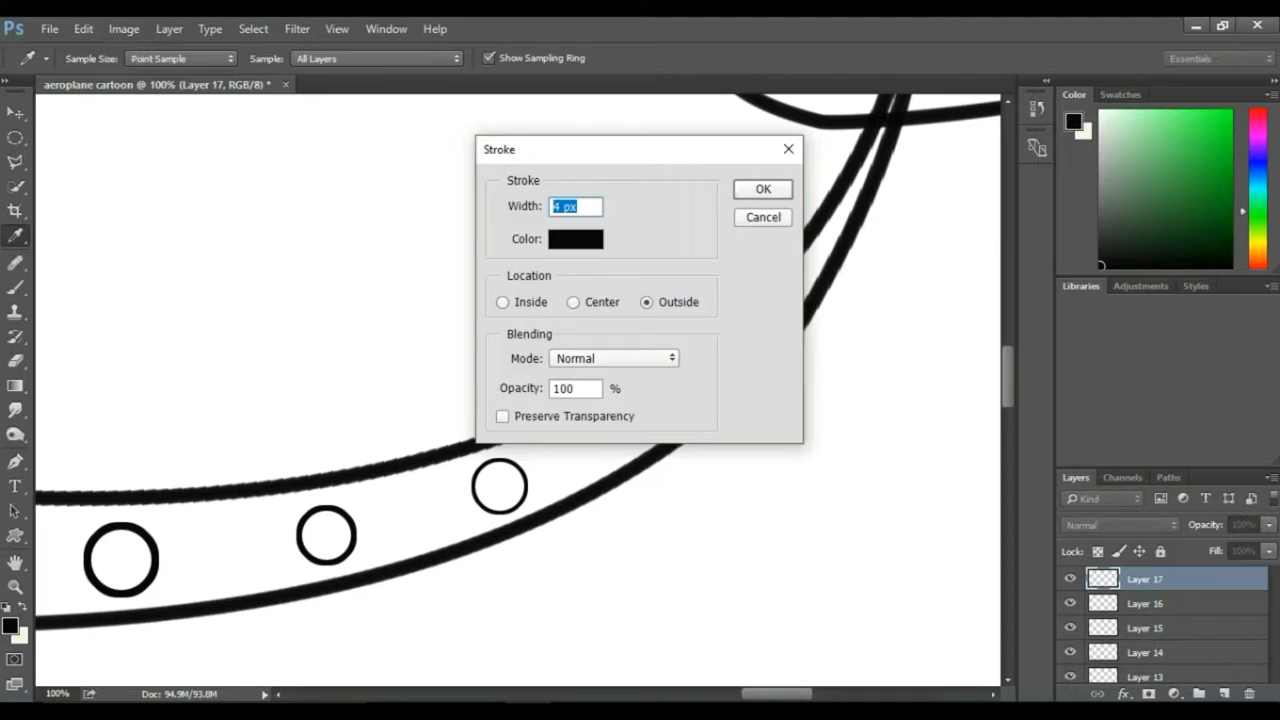 Ps File Edit Image Layer Type Select Filter View Window Help
Sample Size: Point Sample Sample: All Layers Show Sampling Ring Essentials
aeroplane cartoon @ 100% (Layer 17, RGB/8) *
Color Swatches
Stroke
Stroke
Width: 4 px
OK
Color:
Cancel
Location
Inside Center Outside
Blending
Mode: Normal
Opacity: 100 %
Preserve Transparency
Libraries Adjustments Styles
Layers Channels Paths
Kind
Normal Opacity: 100%
Lock: Fill: 100%
Layer 17
Layer 16
Layer 15
Layer 14
Layer 13
100% Doc: 94.9M/93.8M